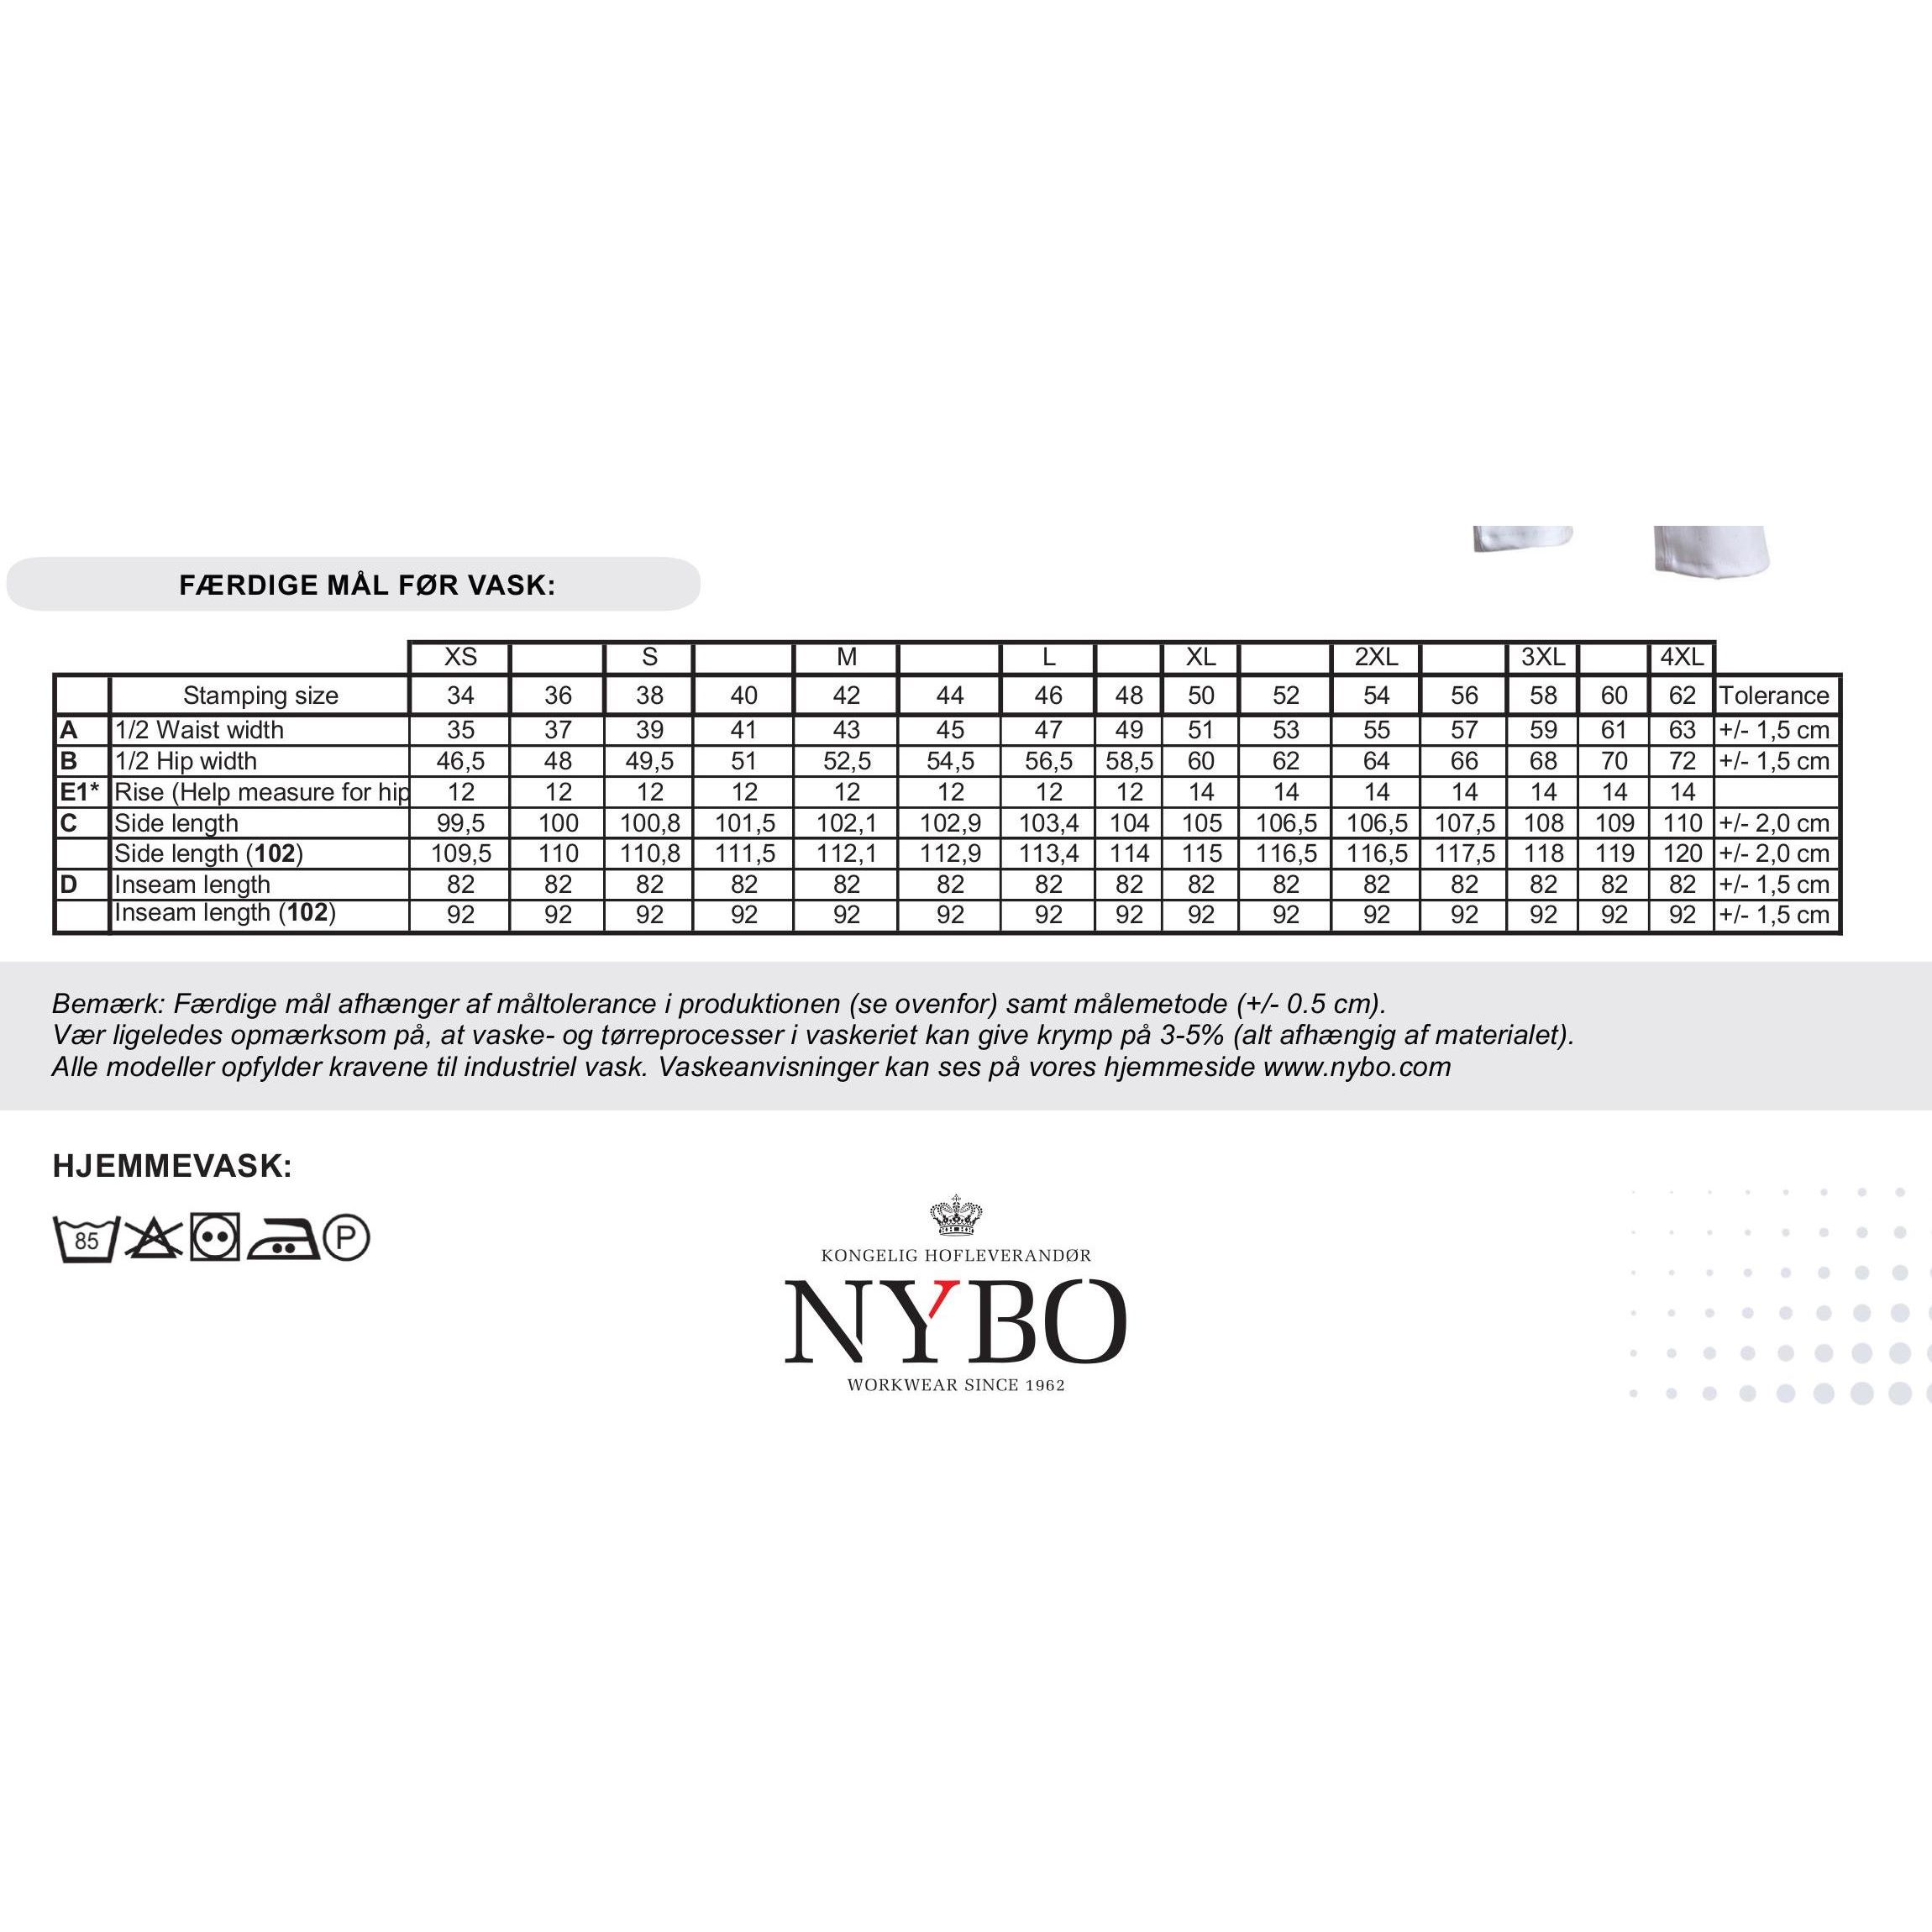 FÆRDIGE MÅL FØR VASK:
XS S M L XL 2XL 3XL 4XL
Stamping size 34 36 38 40 42 44 46 48 50 52 54 56 58 60 62 Tolerance
A 1/2 Waist width 35 37 39 41 43 45 47 49 51 53 55 57 59 61 63 +/- 1,5 cm
B 1/2 Hip width 46,5 48 49,5 51 52,5 54,5 56,5 58,5 60 62 64 66 68 70 72 +/- 1,5 cm
E1* Rise (Help measure for hip 12 12 12 12 12 12 12 12 14 14 14 14 14 14 14
C Side length 99,5 100 100,8 101,5 102,1 102,9 103,4 104 105 106,5 106,5 107,5 108 109 110 +/- 2,0 cm
Side length (102) 109,5 110 110,8 111,5 112,1 112,9 113,4 114 115 116,5 116,5 117,5 118 119 120 +/- 2,0 cm
D Inseam length 82 82 82 82 82 82 82 82 82 82 82 82 82 82 82 +/- 1,5 cm
Inseam length (102) 92 92 92 92 92 92 92 92 92 92 92 92 92 92 92 +/- 1,5 cm
Bemærk: Færdige mål afhænger af måltolerance i produktionen (se ovenfor) samt målemetode (+/- 0.5 cm).
Vær ligeledes opmærksom på, at vaske- og tørreprocesser i vaskeriet kan give krymp på 3-5% (alt afhængig af materialet).
Alle modeller opfylder kravene til industriel vask. Vaskeanvisninger kan ses på vores hjemmeside www.nybo.com
HJEMMEVASK:
85 P
KONGELIG HOFLEVERANDØR
NYBO
WORKWEAR SINCE 1962